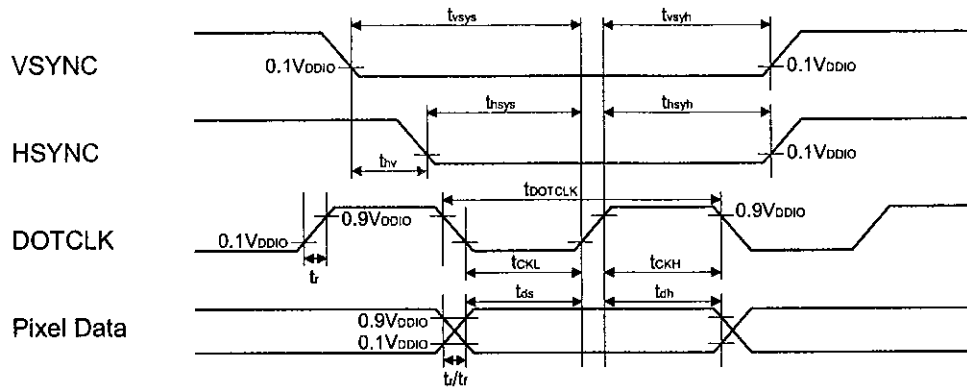 tvsys
tvsyh
VSYNC
0.1VDDIO
0.1VDDIO
thsys
thsyh
HSYNC
0.1VDDIO
thv
tDOTCLK
0.9VDDIO
0.9VDDIO
DOTCLK
0.1VDDIO
tr
tCKL
tCKH
tds
tdh
Pixel Data
0.9VDDIO
0.1VDDIO
tr/tf